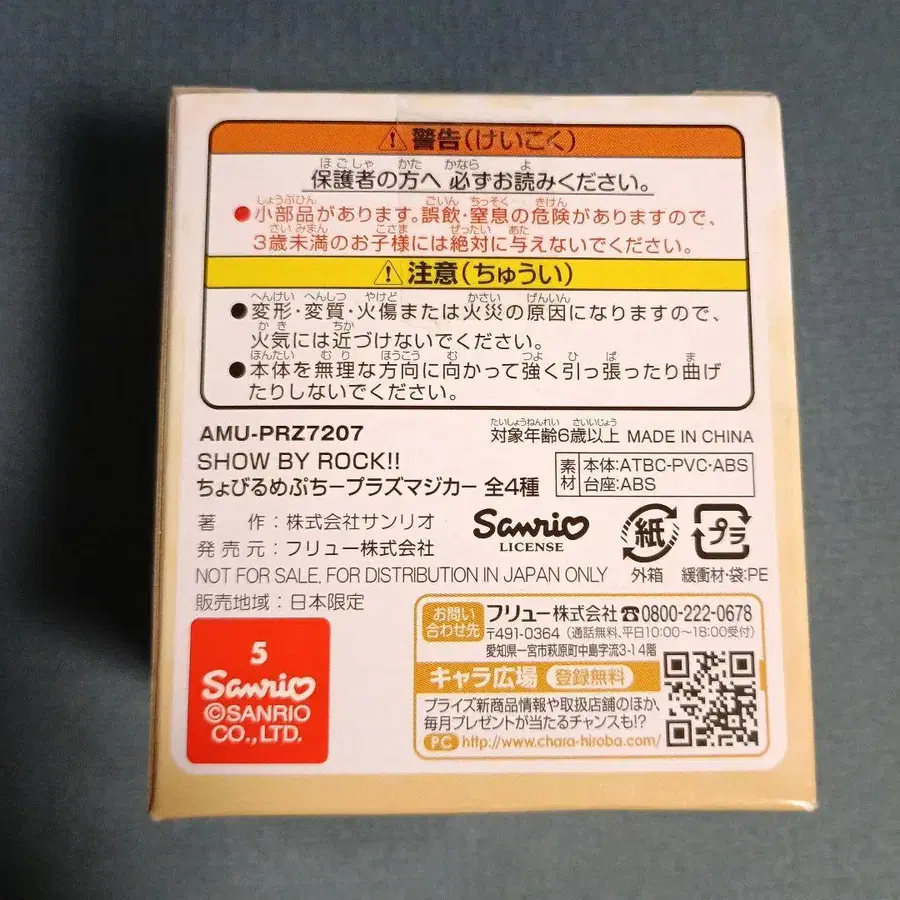 ⚠警告(けいこく)
保護者の方へ 必ずお読みください。
●小部品があります。誤飲・窒息の危険がありますので、
3歳未満のお子様には絶対に与えないでください。
⚠注意(ちゅうい)
●変形・変質・火傷または火災の原因になりますので、
火気には近づけないでください。
●本体を無理な方向に向かって強く引っ張ったり曲げ
たりしないでください。
AMU-PRZ7207
対象年齢6歳以上 MADE IN CHINA
SHOW BY ROCK!!
ちょびるめぷちープラズマジカー 全4種
素材 本体:ATBC-PVC・ABS
台座:ABS
著 作:株式会社サンリオ
発売元:フリュー株式会社
Sanrio
LICENSE
紙
外箱
プラ
緩衝材・袋:PE
NOT FOR SALE. FOR DISTRIBUTION IN JAPAN ONLY
販売地域:日本限定
5
Sanrio
©SANRIO
CO.,LTD.
お問い
合わせ先
フリュー株式会社☎0800-222-0678
〒491-0364(通話無料、平日10:00〜18:00受付)
愛知県一宮市萩原町中島字流3-14階
キャラ広場 登録無料
プライズ新商品情報や取扱店舗のほか、
毎月プレゼントが当たるチャンスも!?
PC http://www.chara-hiroba.com/